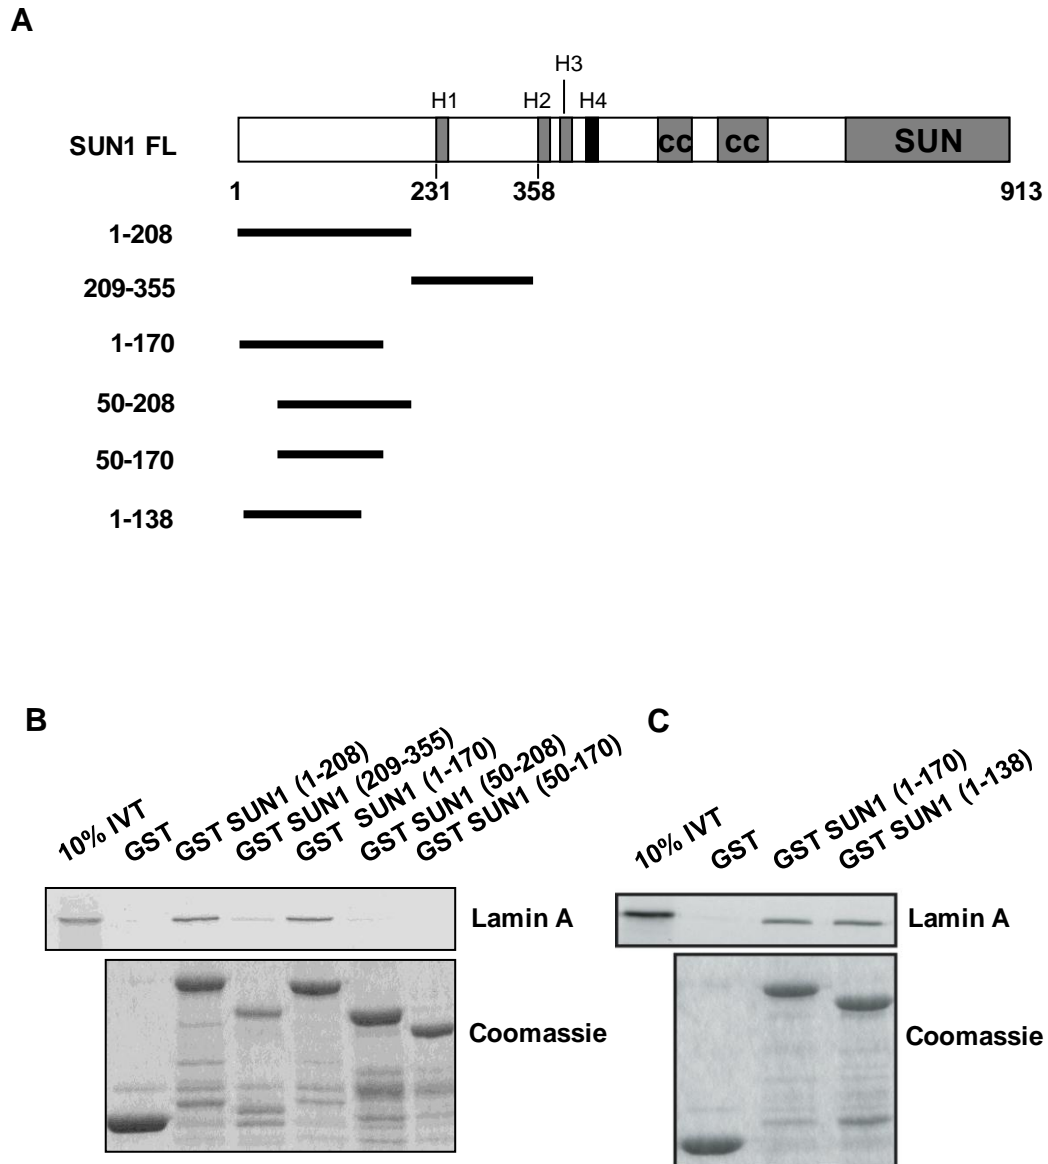 A
H3
H1 H2 H4
SUN1 FL
cc cc SUN
1 231 358 913
1-208
209-355
1-170
50-208
50-170
1-138
B
10% IVT
GST
GST SUN1 (1-208)
GST SUN1 (209-355)
GST SUN1 (1-170)
GST SUN1 (50-208)
GST SUN1 (50-170)
Lamin A
Coomassie
C
10% IVT
GST
GST SUN1 (1-170)
GST SUN1 (1-138)
Lamin A
Coomassie